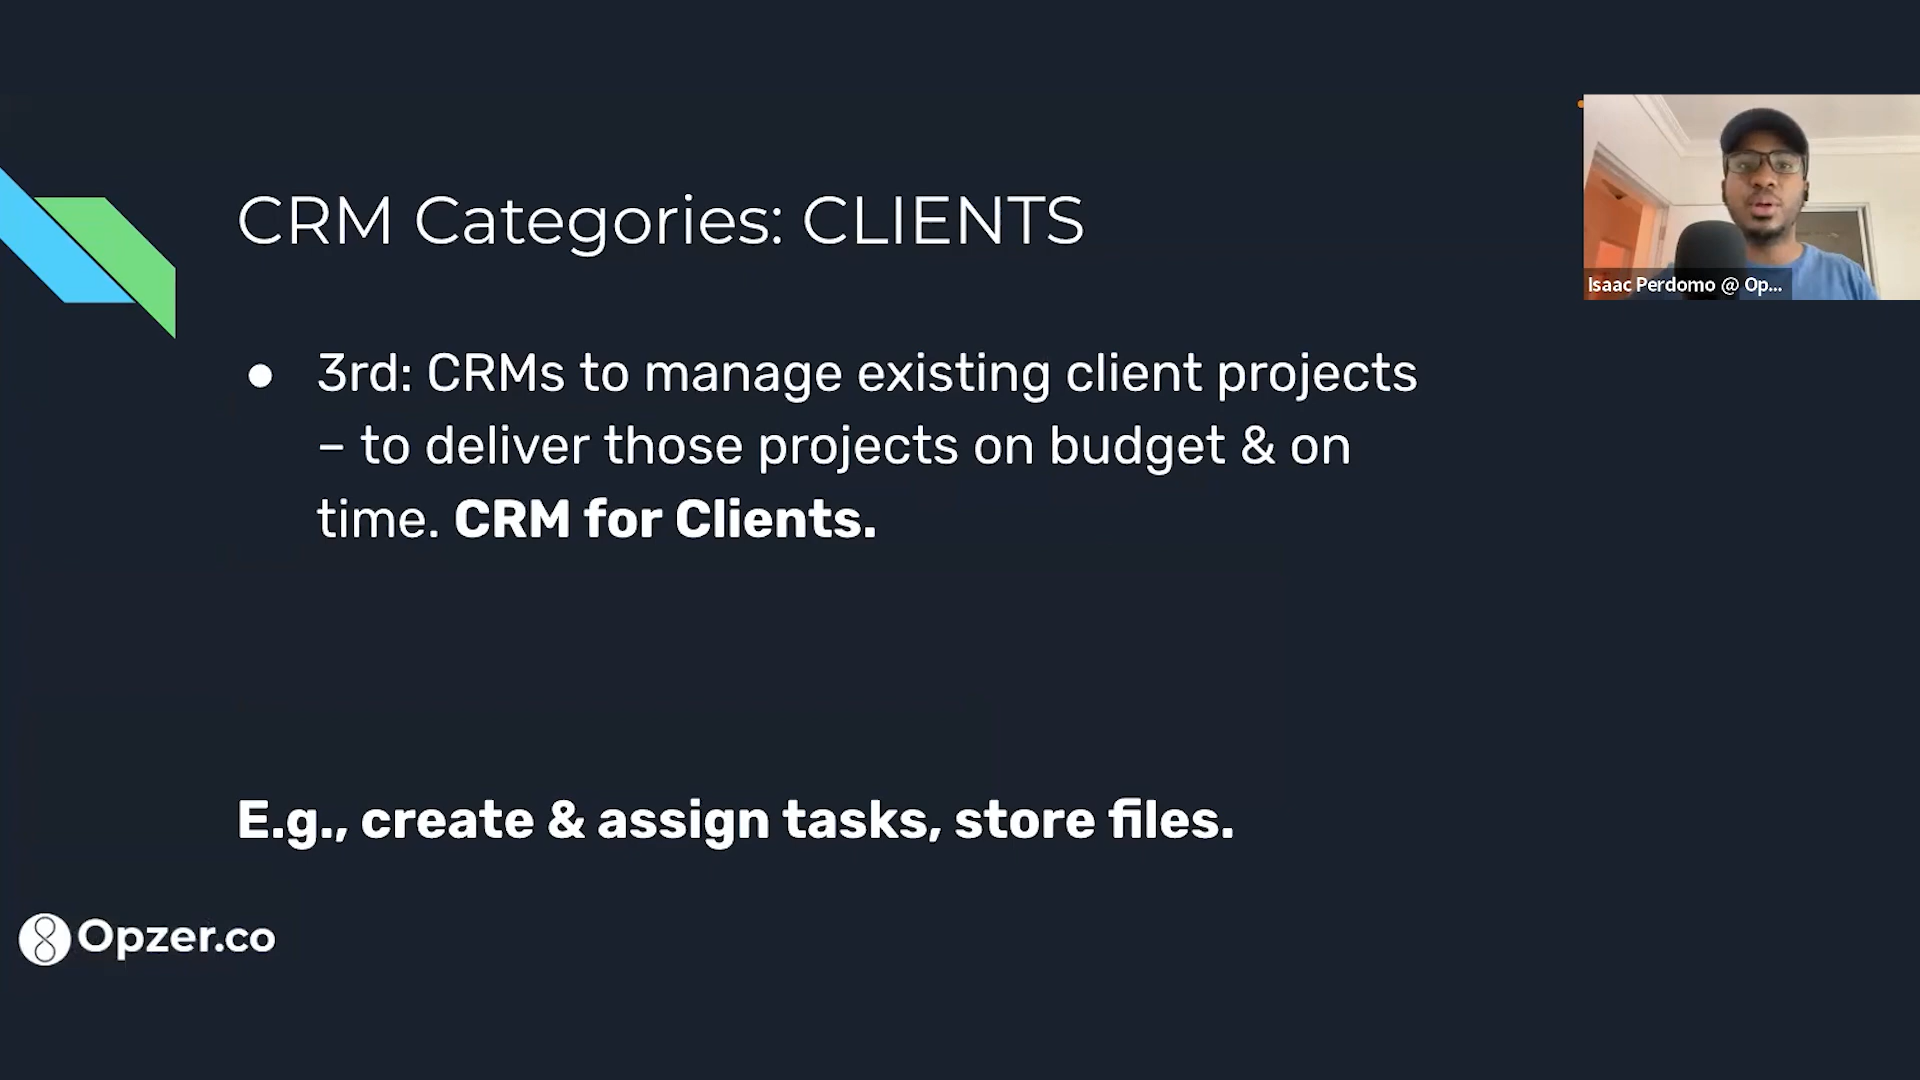 CRM Categories: CLIENTS
Isaac Perdomo @ Op...
● 3rd: CRMs to manage existing client projects
– to deliver those projects on budget & on
time. CRM for Clients.
E.g., create & assign tasks, store files.
Opzer.co